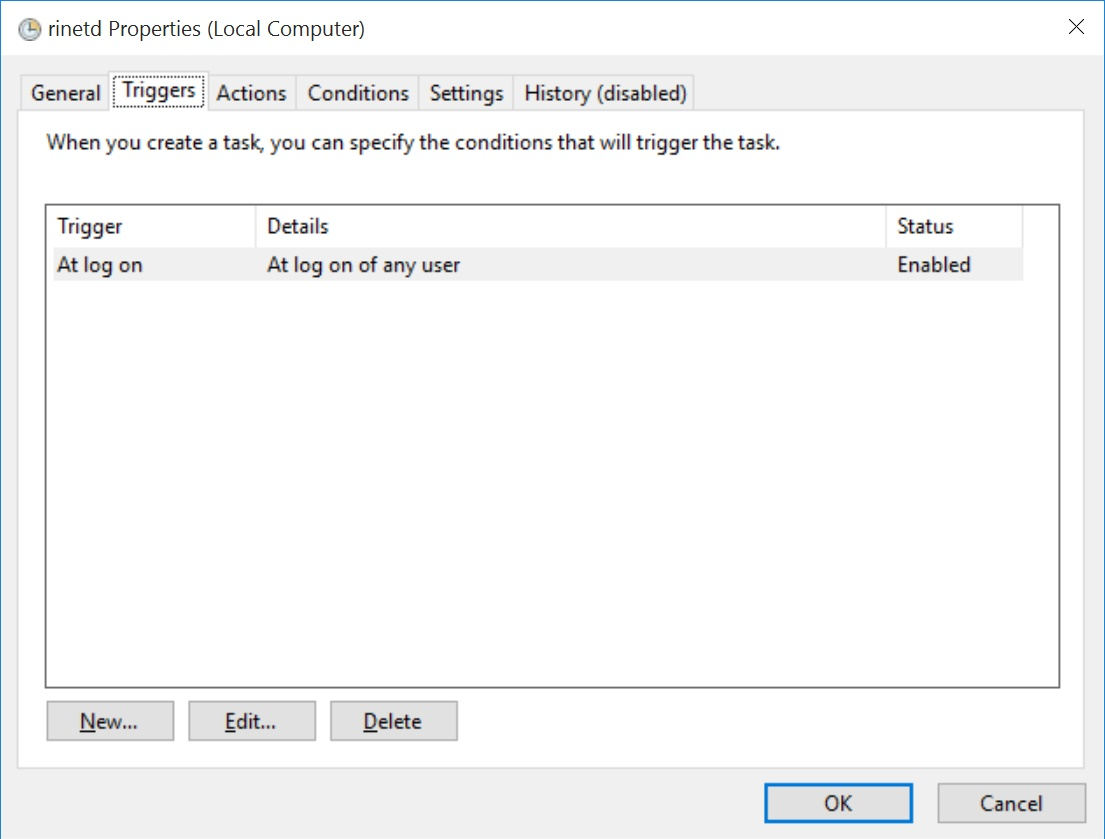 rinetd Properties (Local Computer)
General Triggers Actions Conditions Settings History (disabled)
When you create a task, you can specify the conditions that will trigger the task.
Trigger Details Status
At log on At log on of any user Enabled
New... Edit... Delete
OK Cancel